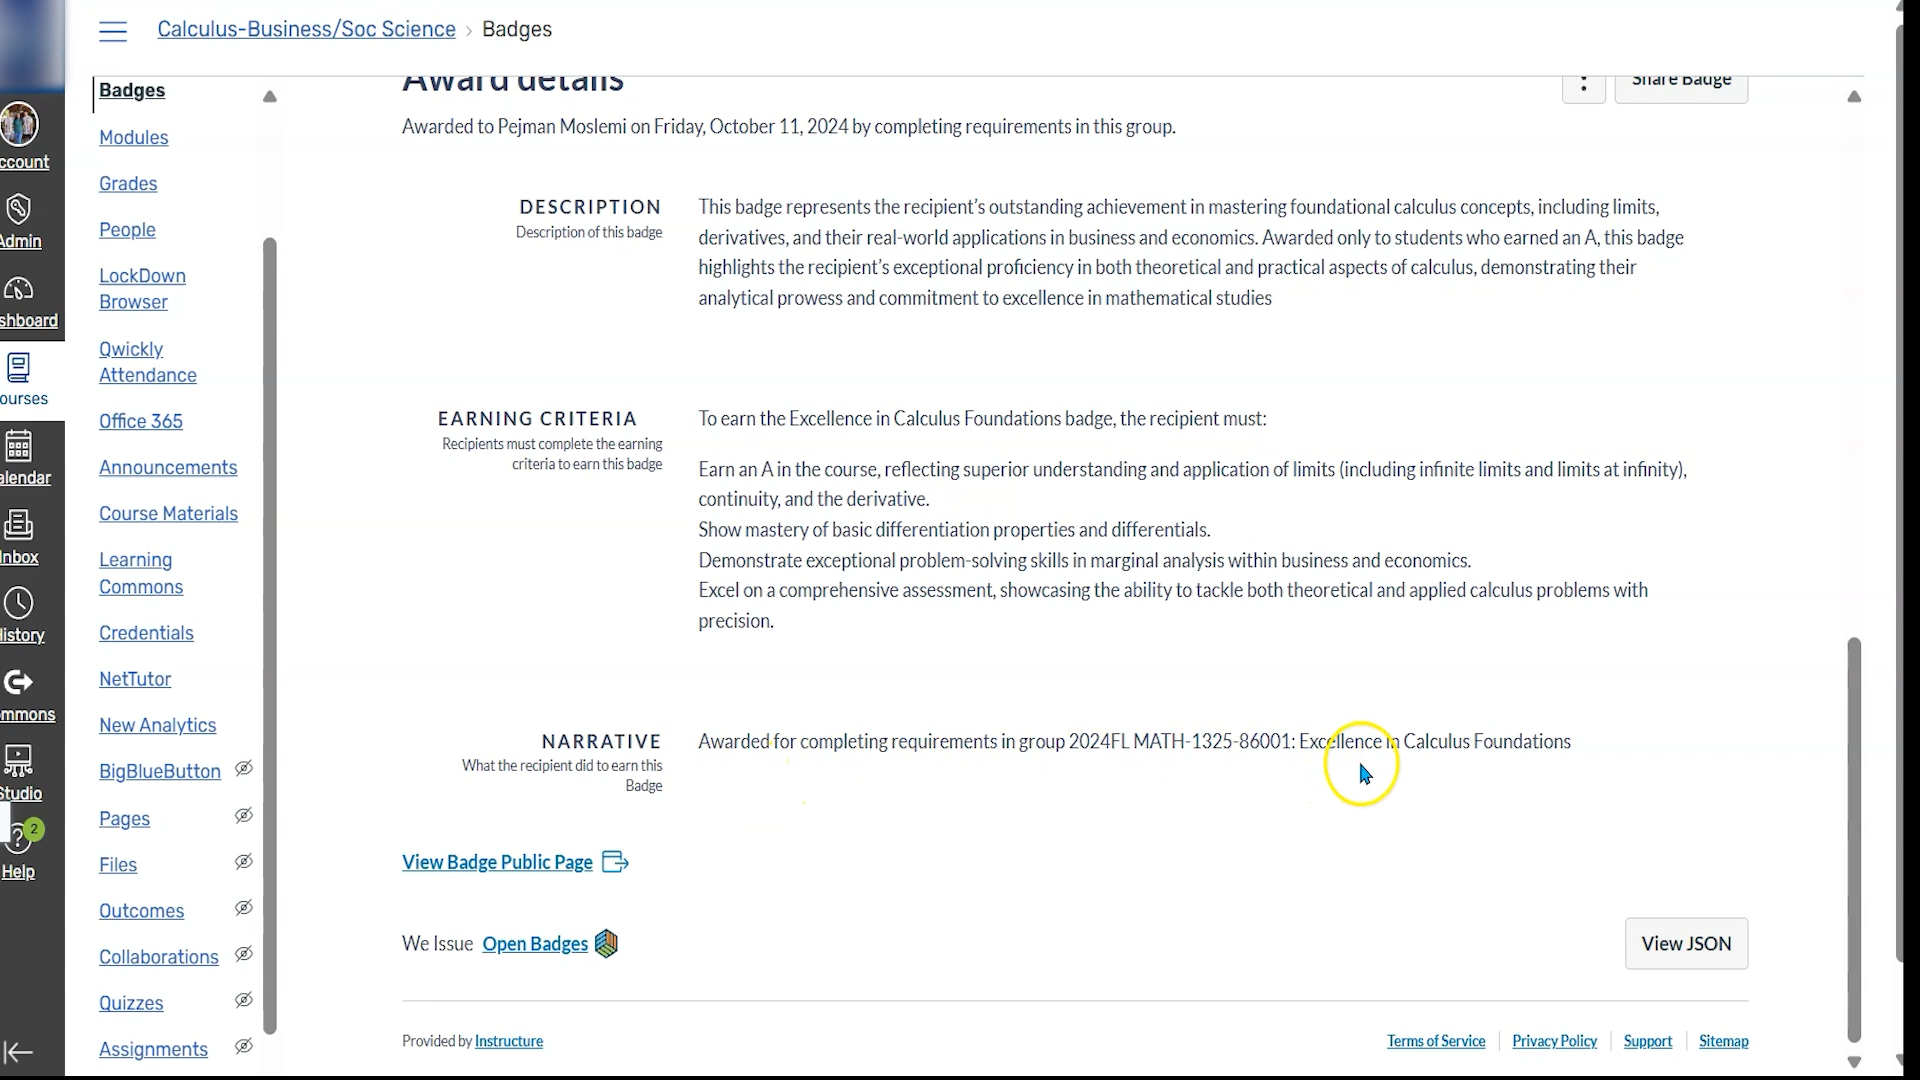 Calculus-Business/Soc Science › Badges
ccount
Admin
shboard
ourses
alendar
Inbox
History
mmons
Studio
2
Help
Badges
Modules
Grades
People
LockDown
Browser
Qwickly
Attendance
Office 365
Announcements
Course Materials
Learning
Commons
Credentials
NetTutor
New Analytics
BigBlueButton
Pages
Files
Outcomes
Collaborations
Quizzes
Assignments
Award details
Share Badge
Awarded to Pejman Moslemi on Friday, October 11, 2024 by completing requirements in this group.
DESCRIPTION
Description of this badge
This badge represents the recipient's outstanding achievement in mastering foundational calculus concepts, including limits,
derivatives, and their real-world applications in business and economics. Awarded only to students who earned an A, this badge
highlights the recipient's exceptional proficiency in both theoretical and practical aspects of calculus, demonstrating their
analytical prowess and commitment to excellence in mathematical studies
EARNING CRITERIA
Recipients must complete the earning
criteria to earn this badge
To earn the Excellence in Calculus Foundations badge, the recipient must:
Earn an A in the course, reflecting superior understanding and application of limits (including infinite limits and limits at infinity),
continuity, and the derivative.
Show mastery of basic differentiation properties and differentials.
Demonstrate exceptional problem-solving skills in marginal analysis within business and economics.
Excel on a comprehensive assessment, showcasing the ability to tackle both theoretical and applied calculus problems with
precision.
NARRATIVE
What the recipient did to earn this
Badge
Awarded for completing requirements in group 2024FL MATH-1325-86001: Excellence in Calculus Foundations
View Badge Public Page
We Issue Open Badges
View JSON
Provided by Instructure
Terms of Service
Privacy Policy
Support
Sitemap